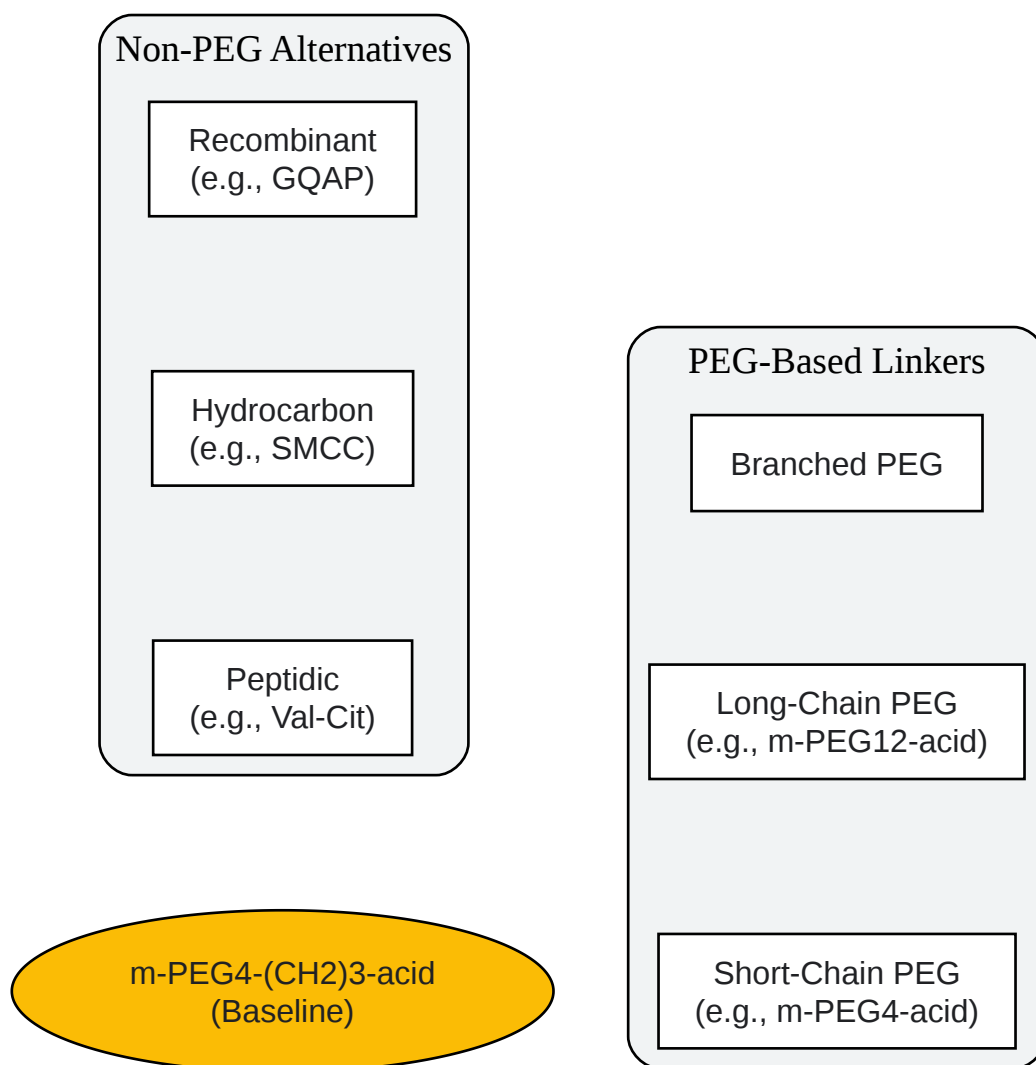 Non-PEG Alternatives
Recombinant
(e.g., GQAP)
Hydrocarbon
(e.g., SMCC)
Peptidic
(e.g., Val-Cit)
PEG-Based Linkers
Branched PEG
Long-Chain PEG
(e.g., m-PEG12-acid)
Short-Chain PEG
(e.g., m-PEG4-acid)
m-PEG4-(CH2)3-acid
(Baseline)